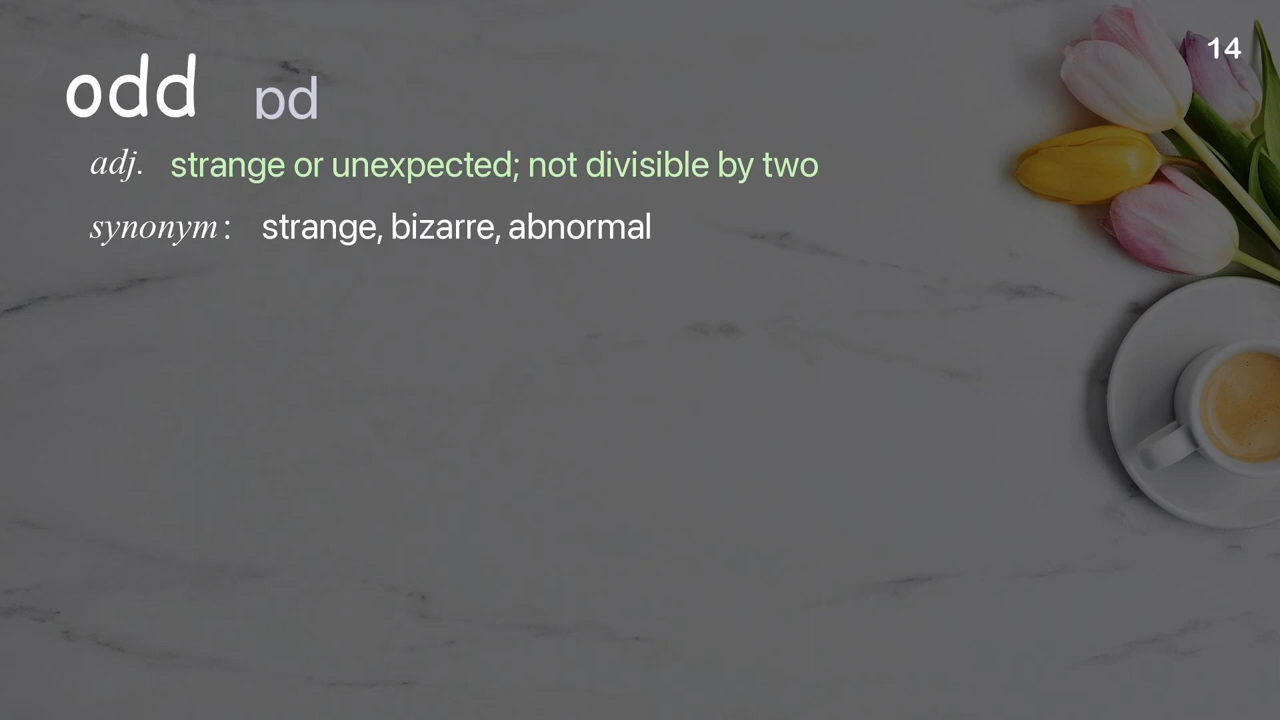 14
odd ɒd
adj. strange or unexpected; not divisible by two
synonym: strange, bizarre, abnormal